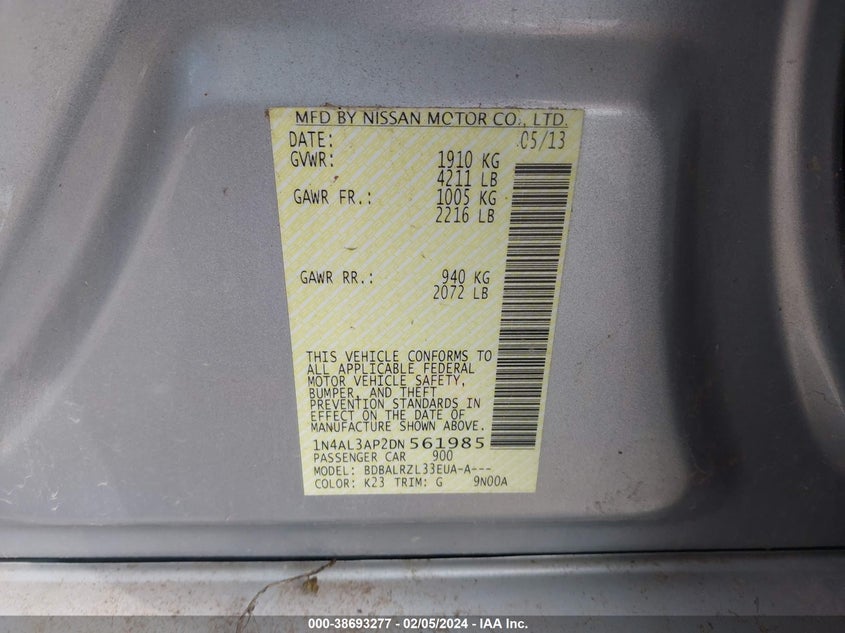 MFD BY NISSAN MOTOR CO., LTD.
DATE: 05/13
GVWR: 1910 KG
4211 LB
GAWR FR.: 1005 KG
2216 LB
GAWR RR.: 940 KG
2072 LB
THIS VEHICLE CONFORMS TO
ALL APPLICABLE FEDERAL
MOTOR VEHICLE SAFETY,
BUMPER, AND THEFT
PREVENTION STANDARDS IN
EFFECT ON THE DATE OF
MANUFACTURE SHOWN ABOVE.
1N4AL3AP2DN561985
PASSENGER CAR 900
MODEL: BDBALRZL33EUA-A---
COLOR: K23 TRIM: G 9N00A
000-38693277 - 02/05/2024 - IAA Inc.